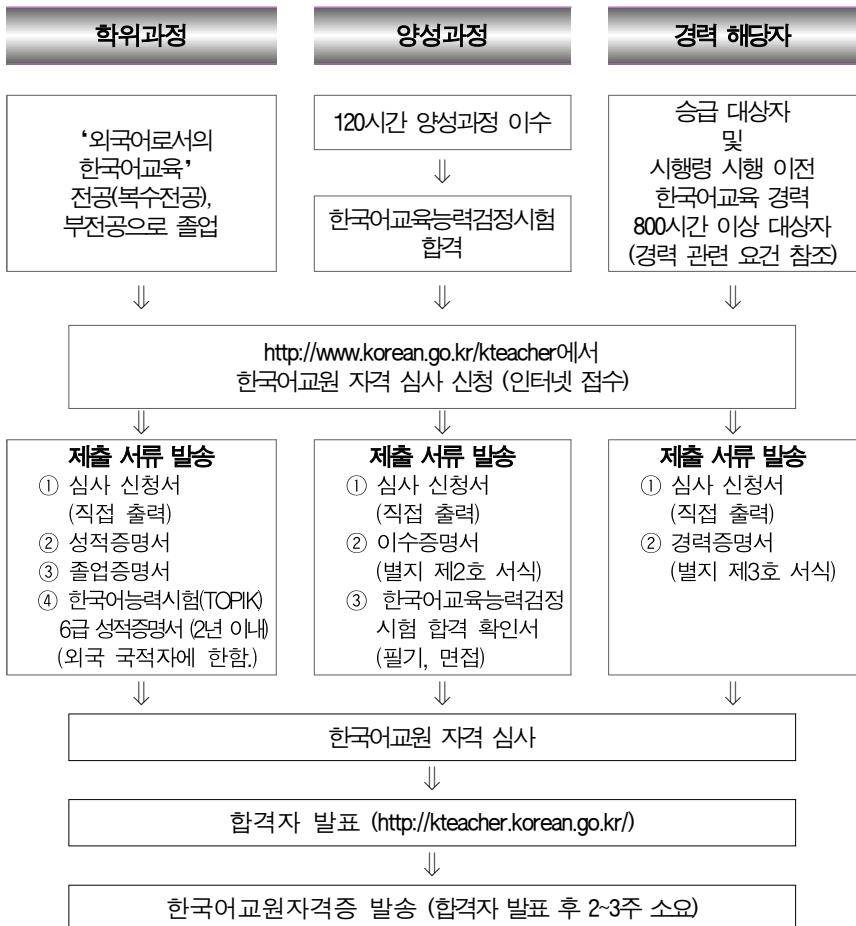 학위과정
양성과정
경력 해당자
‘외국어로서의
한국어교육’
전공(복수전공),
부전공으로 졸업
120시간 양성과정 이수
⇓
한국어교육능력검정시험
합격
승급 대상자
및
시행령 시행 이전
한국어교육 경력
800시간 이상 대상자
(경력 관련 요건 참조)
⇓ ⇓ ⇓
http://www.korean.go.kr/kteacher에서
한국어교원 자격 심사 신청 (인터넷 접수)
⇓ ⇓ ⇓
제출 서류 발송
① 심사 신청서
(직접 출력)
② 성적증명서
③ 졸업증명서
④ 한국어능력시험(TOPIK)
6급 성적증명서 (2년 이내)
(외국 국적자에 한함.)
제출 서류 발송
① 심사 신청서
(직접 출력)
② 이수증명서
(별지 제2호 서식)
③ 한국어교육능력검정
시험 합격 확인서
(필기, 면접)
제출 서류 발송
① 심사 신청서
(직접 출력)
② 경력증명서
(별지 제3호 서식)
⇓ ⇓ ⇓
한국어교원 자격 심사
⇓
합격자 발표 (http://kteacher.korean.go.kr/)
⇓
한국어교원자격증 발송 (합격자 발표 후 2~3주 소요)